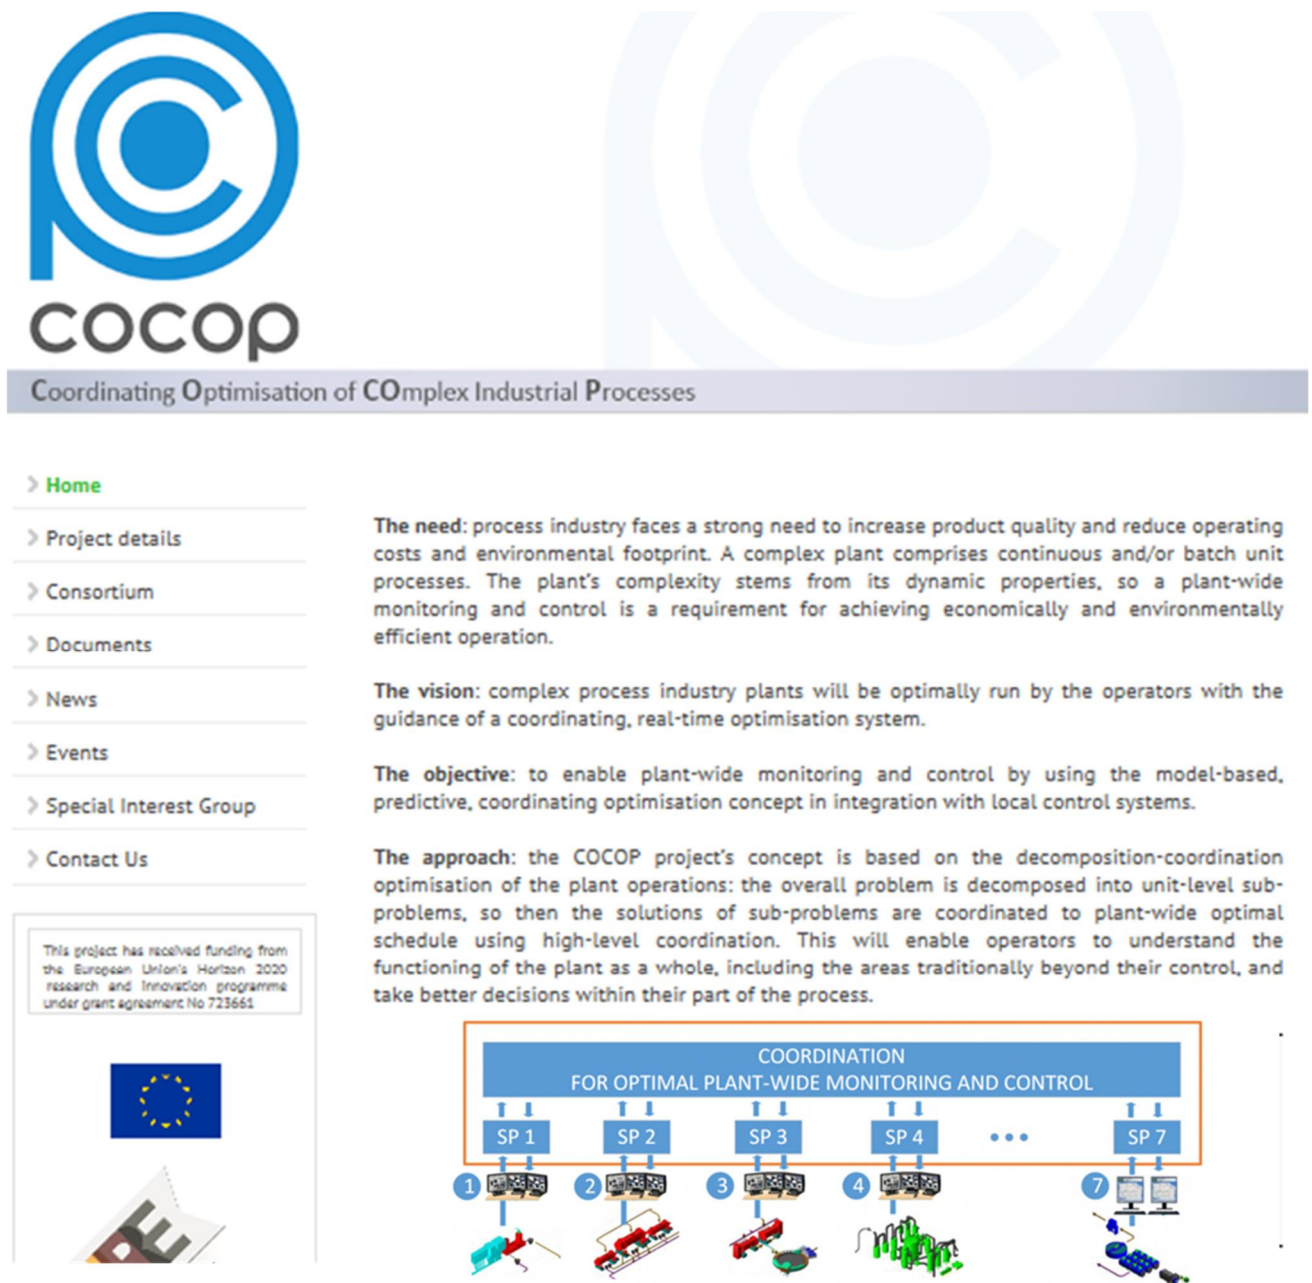 cocop
Coordinating Optimisation of COmplex Industrial Processes
Home
Project details
Consortium
Documents
News
Events
Special Interest Group
Contact Us
This project has received funding from
the European Union's Horizon 2020
research and innovation programme
under grant agreement No 723661
The need: process industry faces a strong need to increase product quality and reduce operating
costs and environmental footprint. A complex plant comprises continuous and/or batch unit
processes. The plant's complexity stems from its dynamic properties, so a plant-wide
monitoring and control is a requirement for achieving economically and environmentally
efficient operation.
The vision: complex process industry plants will be optimally run by the operators with the
guidance of a coordinating, real-time optimisation system.
The objective: to enable plant-wide monitoring and control by using the model-based,
predictive, coordinating optimisation concept in integration with local control systems.
The approach: the COCOP project's concept is based on the decomposition-coordination
optimisation of the plant operations: the overall problem is decomposed into unit-level sub-
problems, so then the solutions of sub-problems are coordinated to plant-wide optimal
schedule using high-level coordination. This will enable operators to understand the
functioning of the plant as a whole, including the areas traditionally beyond their control, and
take better decisions within their part of the process.
COORDINATION
FOR OPTIMAL PLANT-WIDE MONITORING AND CONTROL
SP 1 SP 2 SP 3 SP 4 ... SP 7
1 2 3 4 7